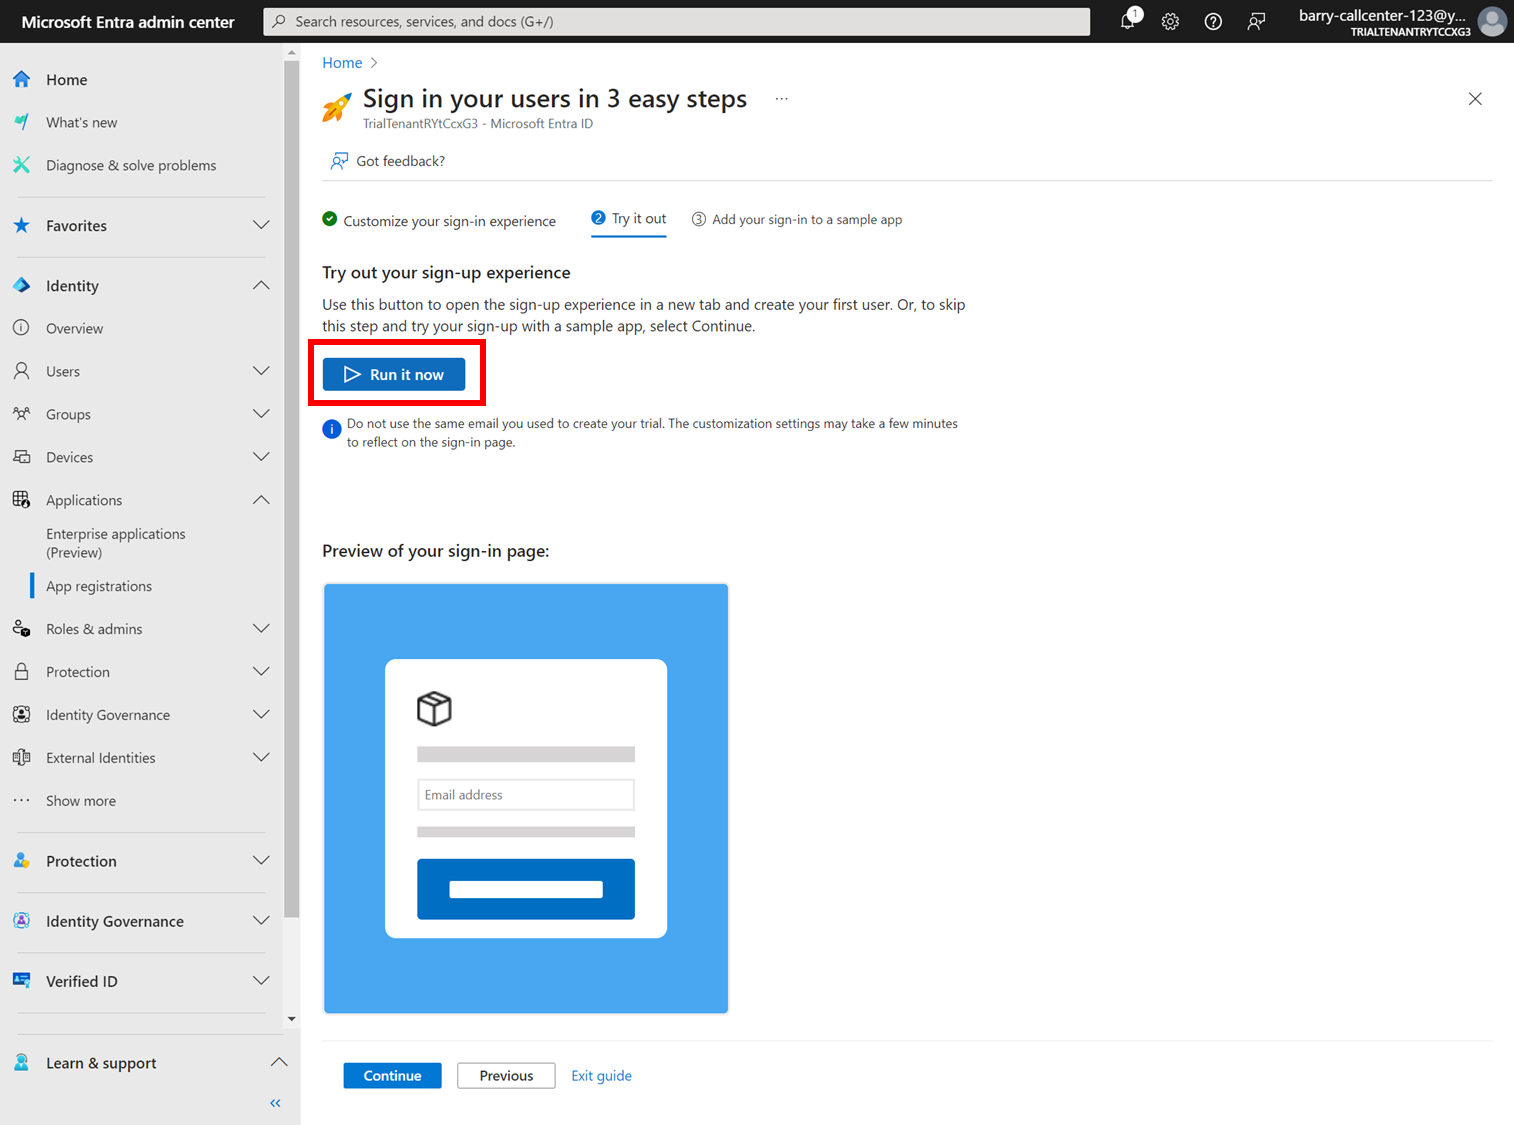 Microsoft Entra admin center
Search resources, services, and docs (G+/)
1
barry-callcenter-123@y...
TRIALTENANTRYTCCXG3
Home
What's new
Diagnose & solve problems
Favorites
Identity
Overview
Users
Groups
Devices
Applications
Enterprise applications
(Preview)
App registrations
Roles & admins
Protection
Identity Governance
External Identities
Show more
Protection
Identity Governance
Verified ID
Learn & support
Home
Sign in your users in 3 easy steps
TrialTenantRYtCcxG3 - Microsoft Entra ID
Got feedback?
Customize your sign-in experience
2 Try it out
3 Add your sign-in to a sample app
Try out your sign-up experience
Use this button to open the sign-up experience in a new tab and create your first user. Or, to skip
this step and try your sign-up with a sample app, select Continue.
Run it now
Do not use the same email you used to create your trial. The customization settings may take a few minutes
to reflect on the sign-in page.
Preview of your sign-in page:
Email address
Continue
Previous
Exit guide